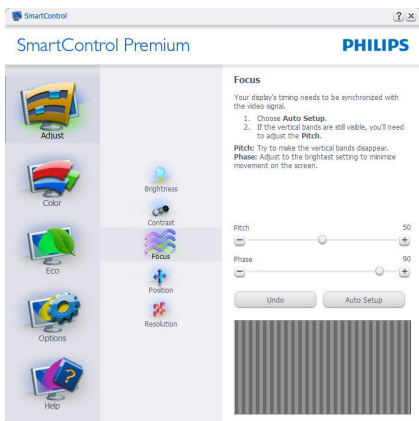 SmartControl
? x
SmartControl Premium
PHILIPS
Adjust
Color
Eco
Options
Help
Brightness
Contrast
Focus
Position
Resolution
Focus
Your display's timing needs to be synchronized with
the video signal.
1. Choose Auto Setup.
2. If the vertical bands are still visible, you'll need
to adjust the Pitch.
Pitch: Try to make the vertical bands disappear.
Phase: Adjust to the brightest setting to minimize
movement on the screen.
Pitch 50
Phase 90
Undo Auto Setup